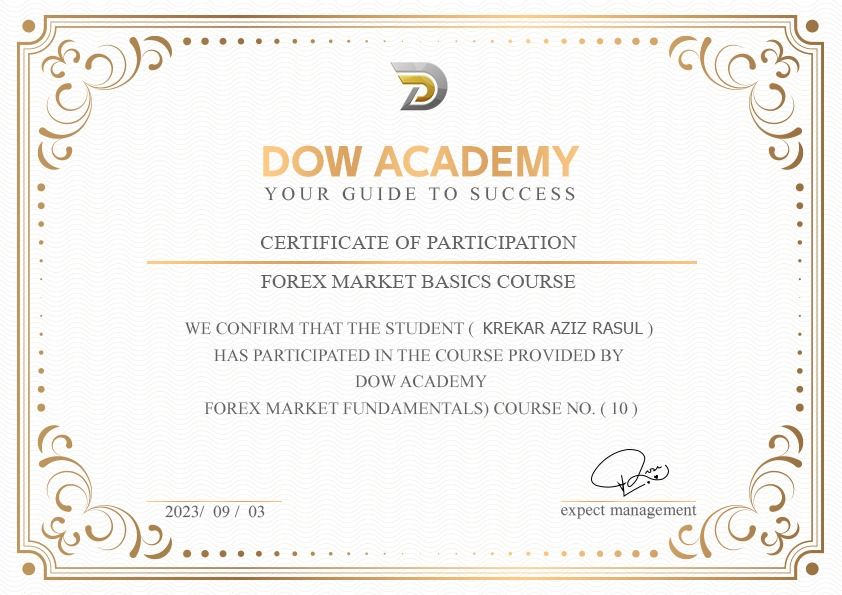 DOW ACADEMY
YOUR GUIDE TO SUCCESS
CERTIFICATE OF PARTICIPATION
FOREX MARKET BASICS COURSE
WE CONFIRM THAT THE STUDENT ( KREKAR AZIZ RASUL )
HAS PARTICIPATED IN THE COURSE PROVIDED BY
DOW ACADEMY
FOREX MARKET FUNDAMENTALS) COURSE NO. ( 10 )
2023/ 09 / 03
expect management